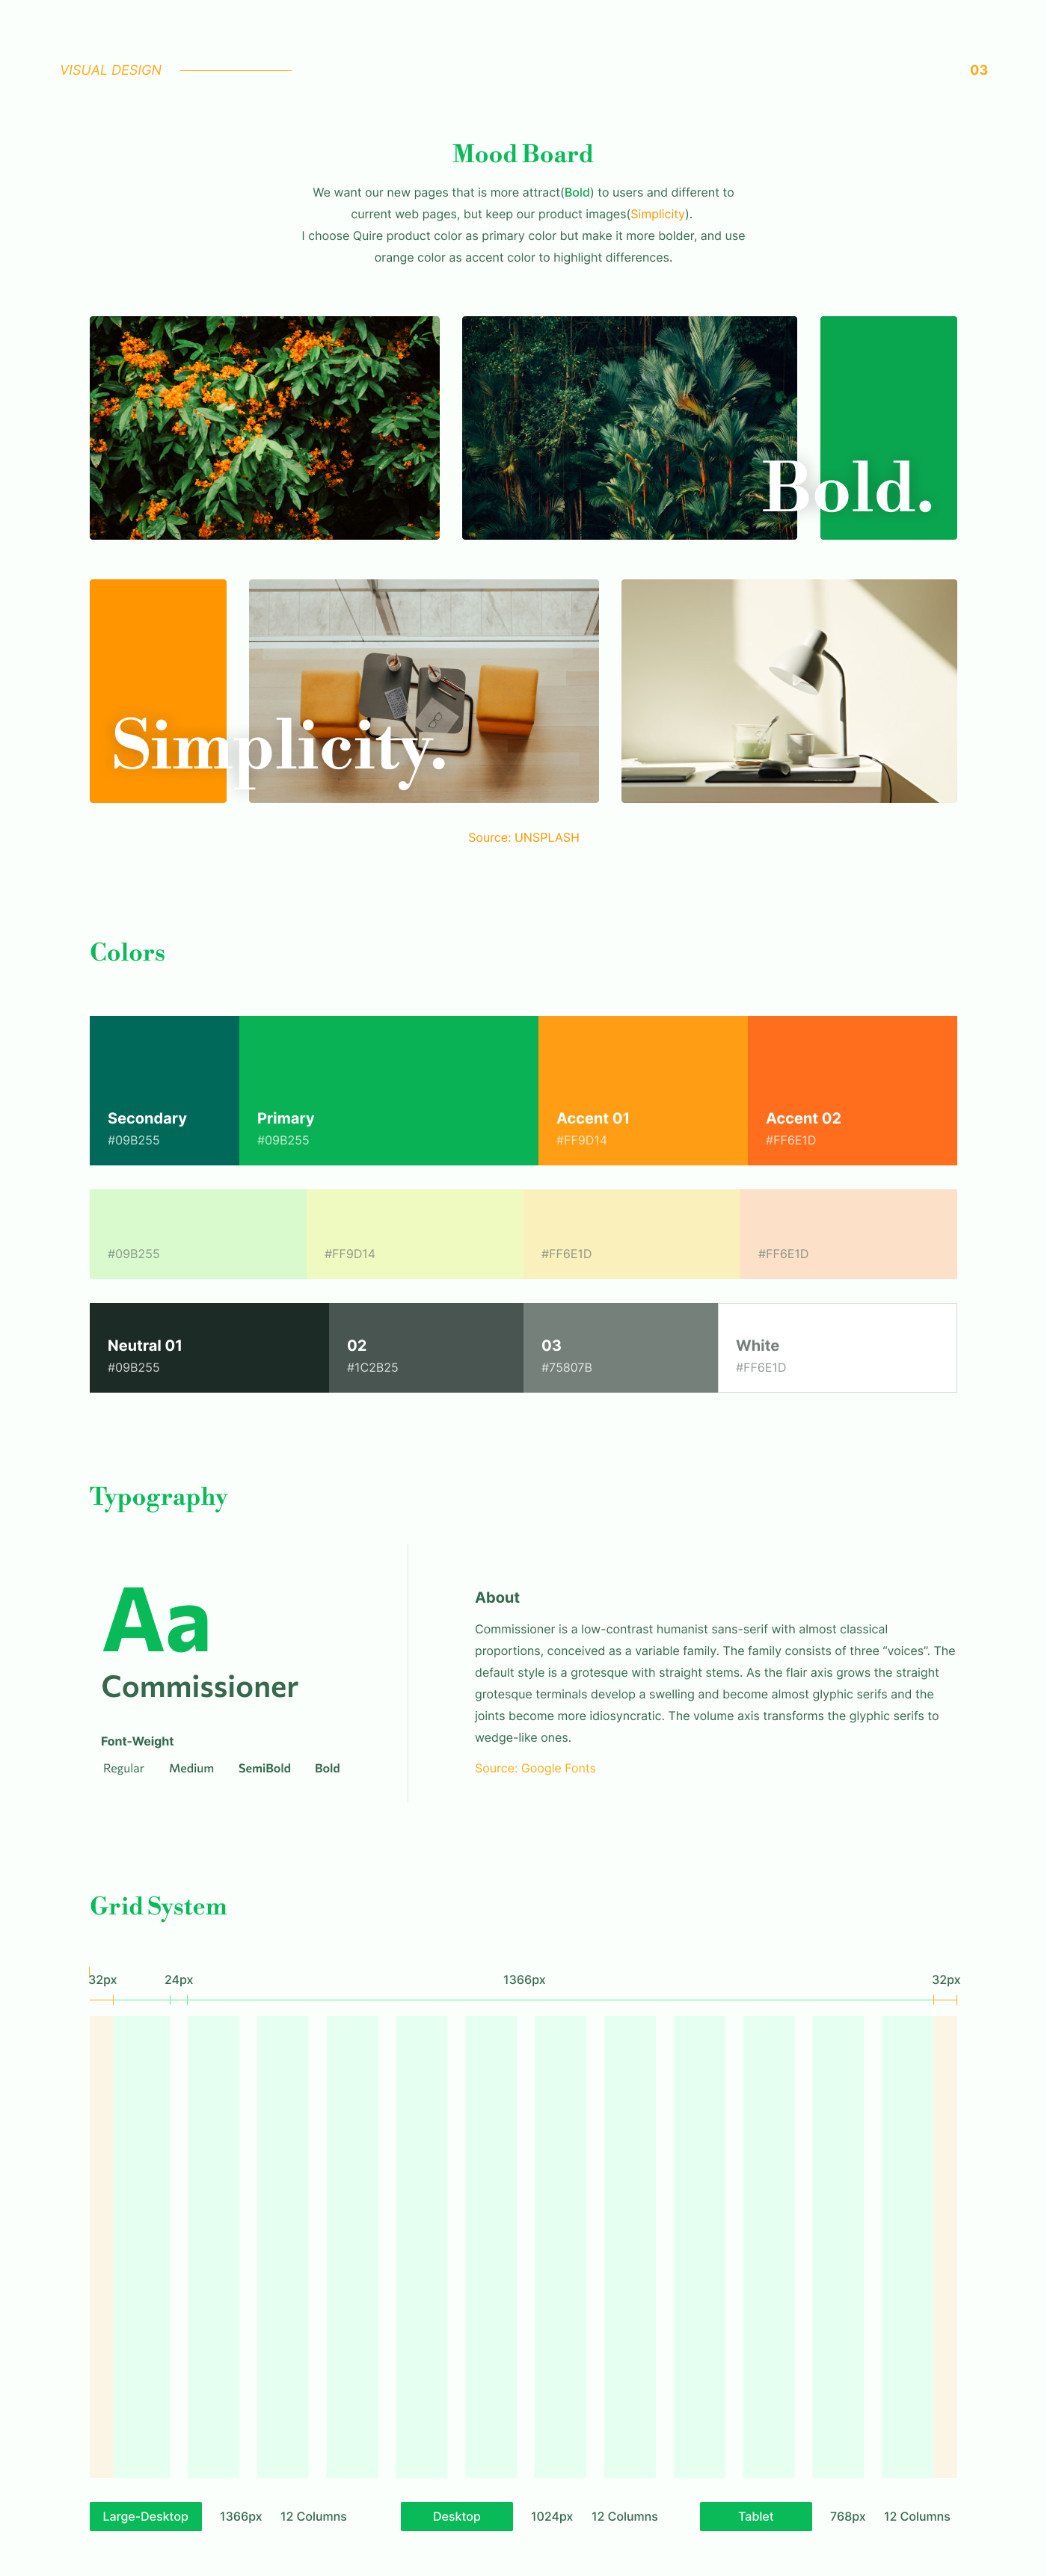 VISUAL DESIGN
03
Mood Board
We want our new pages that is more attract(Bold) to users and different to
current web pages, but keep our product images(Simplicity).
I choose Quire product color as primary color but make it more bolder, and use
orange color as accent color to highlight differences.
Bold.
Simplicity.
Source: UNSPLASH
Colors
Secondary
#09B255
Primary
#09B255
Accent 01
#FF9D14
Accent 02
#FF6E1D
#09B255
#FF9D14
#FF6E1D
#FF6E1D
Neutral 01
#09B255
02
#1C2B25
03
#75807B
White
#FF6E1D
Typography
Aa
Commissioner
Font-Weight
Regular Medium SemiBold Bold
About
Commissioner is a low-contrast humanist sans-serif with almost classical
proportions, conceived as a variable family. The family consists of three “voices”. The
default style is a grotesque with straight stems. As the flair axis grows the straight
grotesque terminals develop a swelling and become almost glyphic serifs and the
joints become more idiosyncratic. The volume axis transforms the glyphic serifs to
wedge-like ones.
Source: Google Fonts
Grid System
32px 24px 1366px 32px
Large-Desktop 1366px 12 Columns Desktop 1024px 12 Columns Tablet 768px 12 Columns